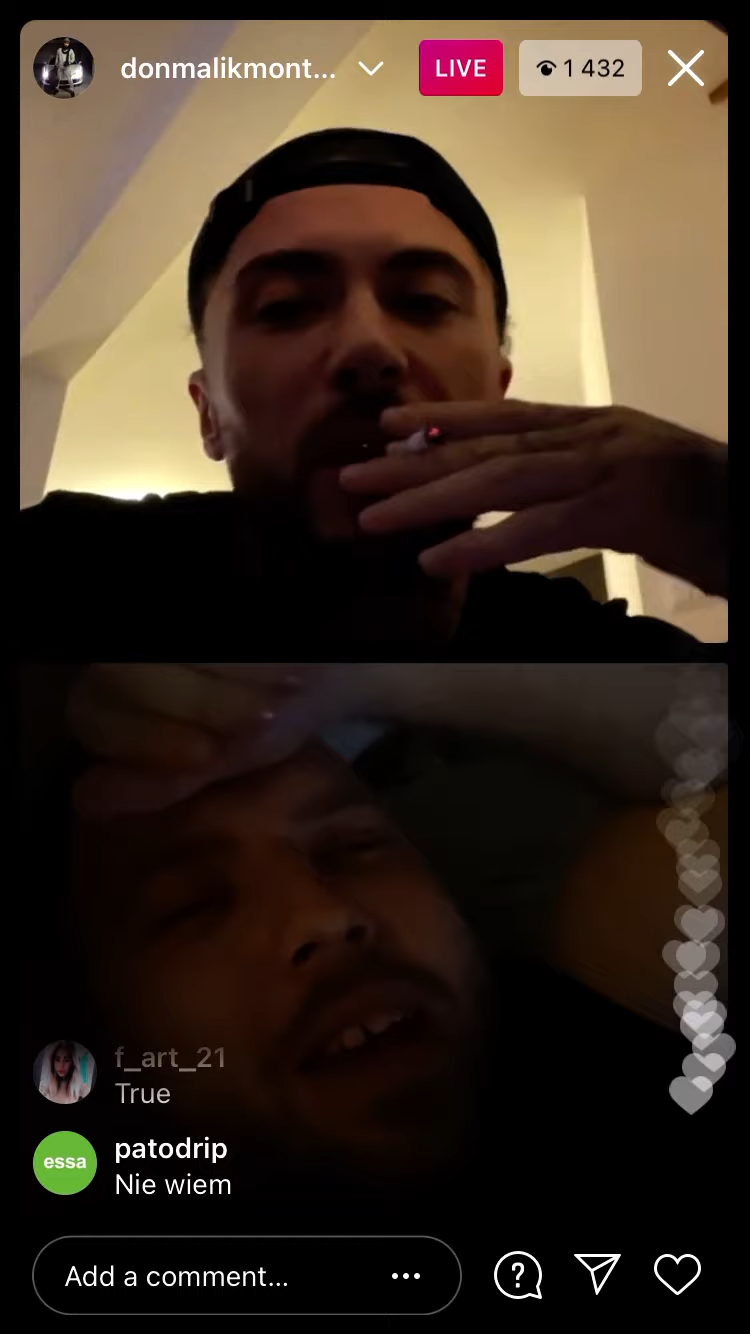 donmalikmont...
LIVE
1 432
f_art_21
True
essa
patodrip
Nie wiem
Add a comment...